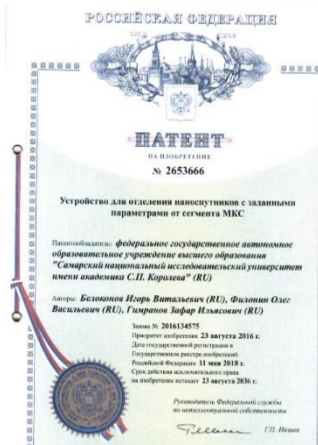 РОССИЙСКАЯ ФЕДЕРАЦИЯ
ПАТЕНТ
НА ИЗОБРЕТЕНИЕ
№ 2653666
Устройство для отделения наноспутников с заданными
параметрами от сегмента МКС
Патентообладатель: федеральное государственное автономное
образовательное учреждение высшего образования
"Самарский национальный исследовательский университет
имени академика С.П. Королева" (RU)
Авторы: Белоконов Игорь Витальевич (RU), Филонин Олег
Васильевич (RU), Гимранов Зафар Ильясович (RU)
Заявка № 2016134575
Приоритет изобретения 23 августа 2016 г.
Дата государственной регистрации в
Государственном реестре изобретений
Российской Федерации 11 мая 2018 г.
Срок действия исключительного права
на изобретение истекает 23 августа 2036 г.
Руководитель Федеральной службы
по интеллектуальной собственности
Г.П. Ивлиев